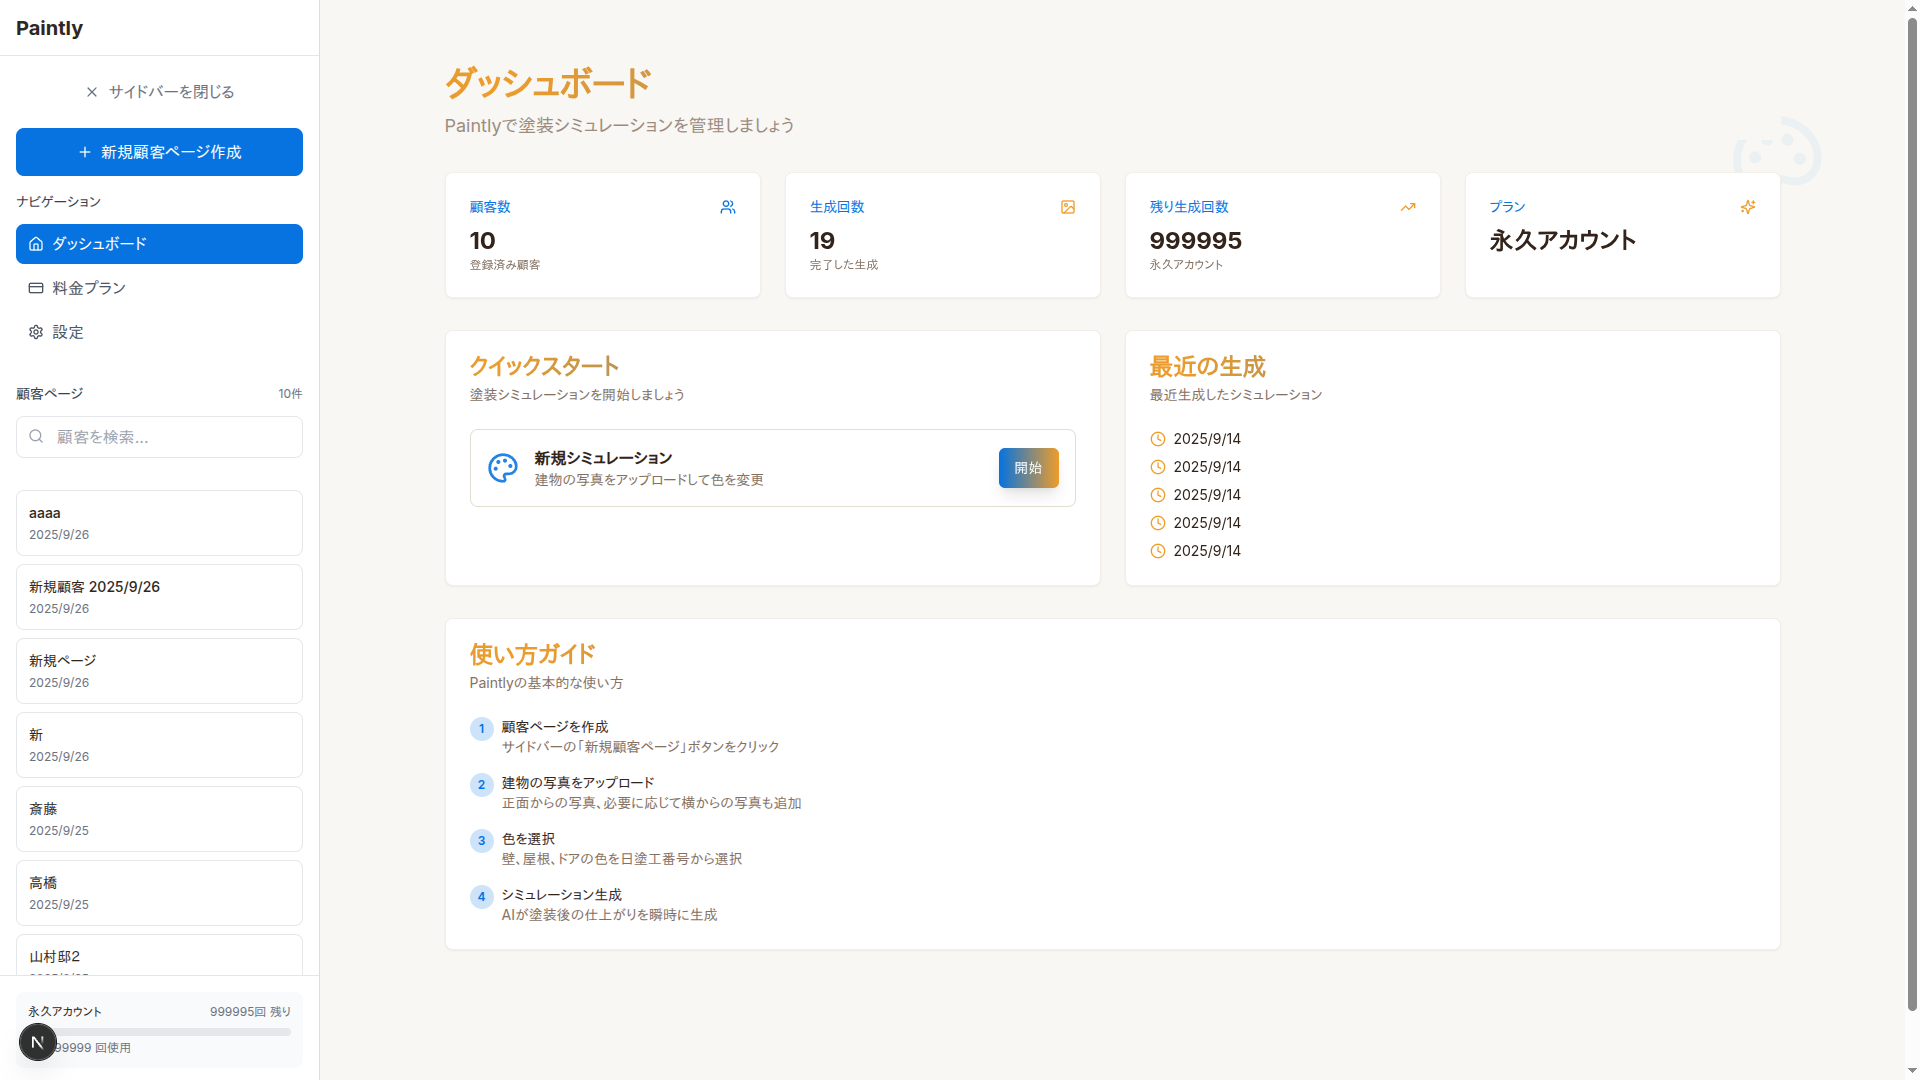 Paintly
サイドバーを閉じる
新規顧客ページ作成
ナビゲーション
ダッシュボード
料金プラン
設定
顧客ページ
10件
顧客を検索...
aaaa
2025/9/26
新規顧客 2025/9/26
2025/9/26
新規ページ
2025/9/26
新
2025/9/26
斎藤
2025/9/25
高橋
2025/9/25
山村邸2
永久アカウント
999995回 残り
99999 回使用
N
ダッシュボード
Paintlyで塗装シミュレーションを管理しましょう
顧客数
10
登録済み顧客
生成回数
19
完了した生成
残り生成回数
999995
永久アカウント
プラン
永久アカウント
クイックスタート
塗装シミュレーションを開始しましょう
新規シミュレーション
建物の写真をアップロードして色を変更
開始
最近の生成
最近生成したシミュレーション
2025/9/14
2025/9/14
2025/9/14
2025/9/14
2025/9/14
使い方ガイド
Paintlyの基本的な使い方
1
顧客ページを作成
サイドバーの「新規顧客ページ」ボタンをクリック
2
建物の写真をアップロード
正面からの写真、必要に応じて横からの写真も追加
3
色を選択
壁、屋根、ドアの色を日塗工番号から選択
4
シミュレーション生成
AIが塗装後の仕上がりを瞬時に生成